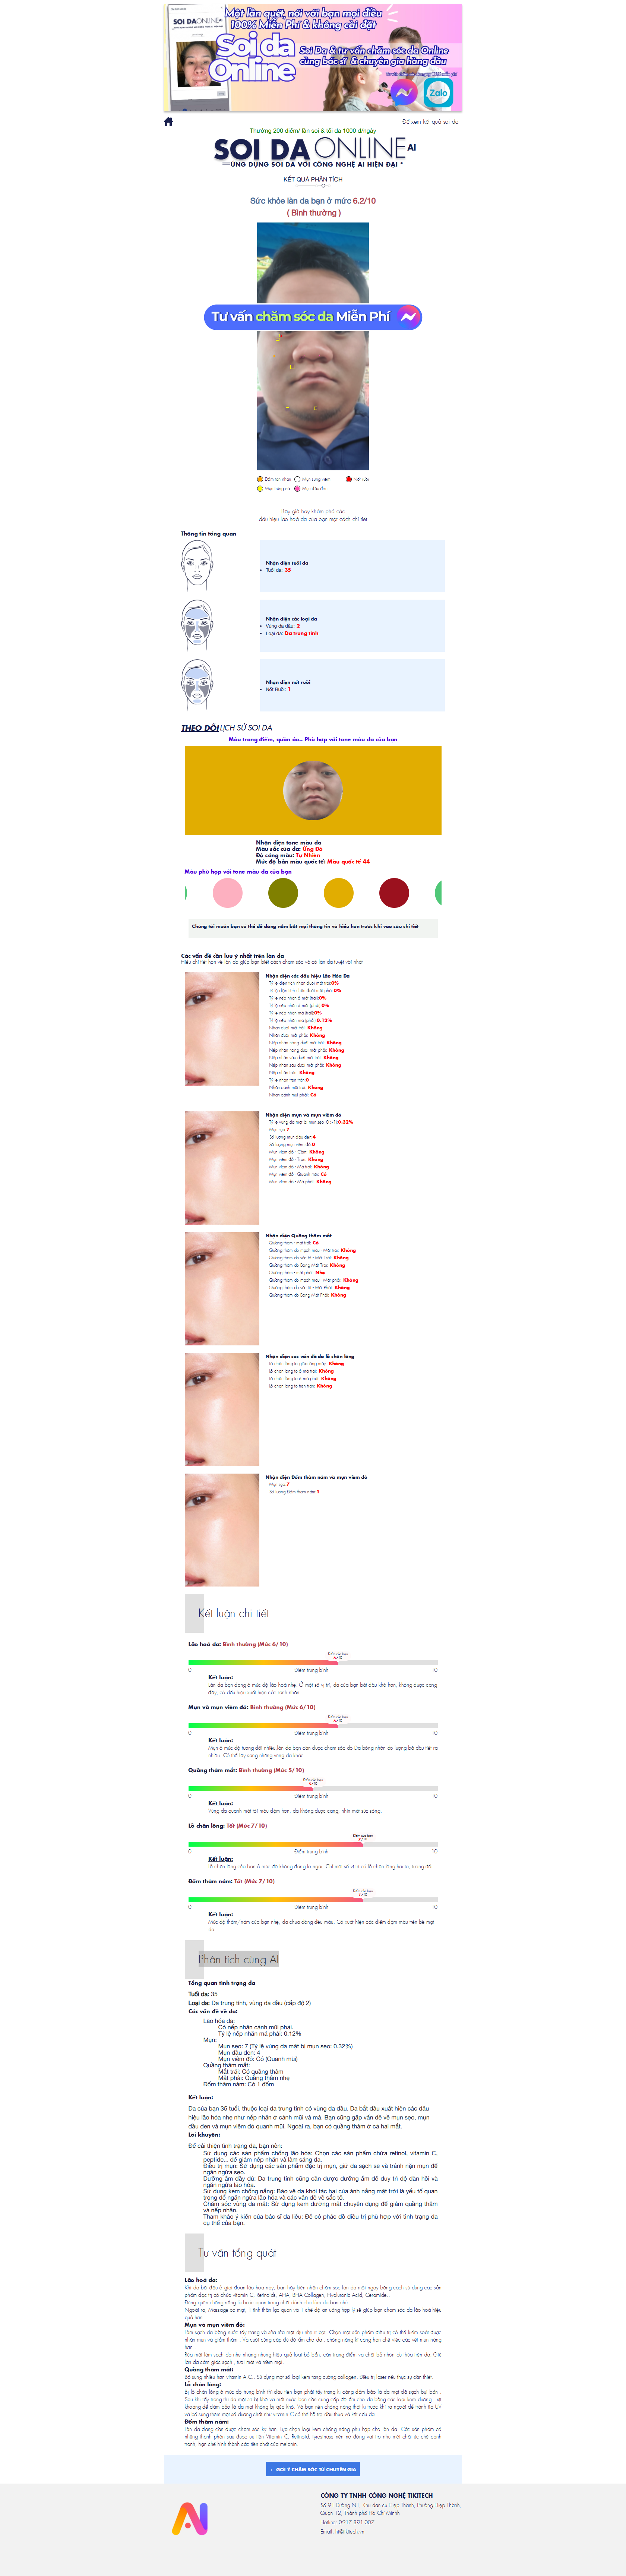 Một lần quét, nói với bạn mọi điều
100% Miễn Phí & không cài đặt
SOI DA ONLINE
Soi da
Online
Soi Da & tư vấn chăm sóc da Online
cùng bác sĩ & chuyên gia hàng đầu
Zalo
Để xem kết quả soi da
Thưởng 200 điểm/ lần soi & tối đa 1000 đ/ngày
SOI DA ONLINE AI
ỨNG DỤNG SOI DA VỚI CÔNG NGHỆ AI HIỆN ĐẠI
KẾT QUẢ PHÂN TÍCH
Sức khỏe làn da bạn ở mức 6.2/10
( Bình thường )
Tư vấn chăm sóc da Miễn Phí
Đốm tàn nhan Mụn sưng viêm Nốt ruồi
Mụn trứng cá Mụn đầu đen
Bây giờ hãy khám phá các
dấu hiệu lão hoá da của bạn một cách chi tiết
Thông tin tổng quan
Nhận diện tuổi da
Tuổi da: 35
Nhận diện các loại da
Vùng da dầu: 2
Loại da: Da trung tính
Nhận diện nốt ruồi
Nốt Ruồi: 1
THEO DÕI LỊCH SỬ SOI DA
Màu trang điểm, quần áo... Phù hợp với tone màu da của bạn
Nhận diện tone màu da
Màu sắc của da: Ửng Đỏ
Độ sáng màu: Tự Nhiên
Mức độ bản màu quốc tế: Màu quốc tế 44
Màu phù hợp với tone màu da của bạn
Chúng tôi muốn bạn có thể dễ dàng nắm bắt mọi thông tin và hiểu hơn trước khi vào sâu chi tiết
Các vấn đề cần lưu ý nhất trên làn da
Hiểu chi tiết hơn về làn da giúp bạn biết cách chăm sóc và có làn da tuyệt vời nhất
Nhận diện các dấu hiệu Lão Hóa Da
Tỷ lệ diện tích nhăn dưới mắt trái 0%
Tỷ lệ diện tích nhăn dưới mắt phải 0%
Tỷ lệ nếp nhăn ở mắt (trái) 0%
Tỷ lệ nếp nhăn ở mắt (phải) 0%
Tỷ lệ nếp nhăn má (trái) 0%
Tỷ lệ nếp nhăn má (phải) 0.12%
Nhăn dưới mắt trái: Không
Nhăn dưới mắt phải: Không
Nếp nhăn nông dưới mắt trái: Không
Nếp nhăn nông dưới mắt phải: Không
Nếp nhăn sâu dưới mắt trái: Không
Nếp nhăn sâu dưới mắt phải: Không
Nếp nhăn trán: Không
Tỷ lệ nhăn trên trán 0
Nhăn cánh mũi trái: Không
Nhăn cánh mũi phải: Có
Nhận diện mụn và mụn viêm đỏ
Tỷ lệ vùng da mặt bị mụn sẹo (0->1) 0.32%
Mụn sẹo 7
Số lượng mụn đầu đen 4
Số lượng mụn viêm đỏ 0
Mụn viêm đỏ - Cằm: Không
Mụn viêm đỏ - Trán: Không
Mụn viêm đỏ - Má trái: Không
Mụn viêm đỏ - Quanh mũi: Có
Mụn viêm đỏ - Má phải: Không
Nhận diện Quầng thâm mắt
Quầng thâm - mắt trái: Có
Quầng thâm do mạch máu - Mắt trái: Không
Quầng thâm do sắc tố - Mắt Trái: Không
Quầng thâm do Bọng Mắt Trái: Không
Quầng thâm - mắt phải: Nhẹ
Quầng thâm do mạch máu - Mắt phải: Không
Quầng thâm do sắc tố - Mắt Phải: Không
Quầng thâm do Bọng Mắt Phải: Không
Nhận diện các vấn đề do lỗ chân lông
Lỗ chân lông to giữa lông mày: Không
Lỗ chân lông to ở má trái: Không
Lỗ chân lông to ở má phải: Không
Lỗ chân lông to trên trán: Không
Nhận diện Đốm thâm nám và mụn viêm đỏ
Mụn sẹo 7
Số lượng Đốm thâm nám 1
Kết luận chi tiết
Lão hoá da: Bình thường (Mức 6/10)
Điểm của bạn
6/10
0 Điểm trung bình 10
Kết luận:
Làn da bạn đang ở mức độ lão hoá nhẹ. Ở một số vị trí, da của bạn bắt đầu khô hơn, không được căng
đầy, có dấu hiệu xuất hiện các rãnh nhăn.
Mụn và mụn viêm đỏ: Bình thường (Mức 6/10)
Điểm của bạn
6/10
0 Điểm trung bình 10
Kết luận:
Mụn ở mức độ tương đối nhiều, làn da bạn cần được chăm sóc do Da bóng nhờn do lượng bã dầu tiết ra
nhiều. Có thể lây sang những vùng da khác.
Quầng thâm mắt: Bình thường (Mức 5/10)
Điểm của bạn
5/10
0 Điểm trung bình 10
Kết luận:
Vùng da quanh mắt tối màu đậm hơn, da không được căng, nhìn mất sức sống.
Lỗ chân lông: Tốt (Mức 7/10)
Điểm của bạn
7/10
0 Điểm trung bình 10
Kết luận:
Lỗ chân lông của bạn ở mức độ không đáng lo ngại, Chỉ một số vị trí có lỗ chân lông hơi to, tương đối.
Đốm thâm nám: Tốt (Mức 7/10)
Điểm của bạn
7/10
0 Điểm trung bình 10
Kết luận:
Mức độ thâm/nám của bạn nhẹ, da chưa đồng đều màu. Có xuất hiện các điểm đậm màu trên bề mặt
da.
Phân tích cùng AI
Tổng quan tình trạng da
Tuổi da: 35
Loại da: Da trung tính, vùng da dầu (cấp độ 2)
Các vấn đề về da:
Lão hóa da:
Có nếp nhăn cánh mũi phải.
Tỷ lệ nếp nhăn má phải: 0.12%
Mụn:
Mụn sẹo: 7 (Tỷ lệ vùng da mặt bị mụn sẹo: 0.32%)
Mụn đầu đen: 4
Mụn viêm đỏ: Có (Quanh mũi)
Quầng thâm mắt:
Mắt trái: Có quầng thâm
Mắt phải: Quầng thâm nhẹ
Đốm thâm nám: Có 1 đốm
Kết luận:
Da của bạn 35 tuổi, thuộc loại da trung tính có vùng da dầu. Da bắt đầu xuất hiện các dấu
hiệu lão hóa nhẹ như nếp nhăn ở cánh mũi và má. Bạn cũng gặp vấn đề về mụn sẹo, mụn
đầu đen và mụn viêm đỏ quanh mũi. Ngoài ra, bạn có quầng thâm ở cả hai mắt.
Lời khuyên:
Để cải thiện tình trạng da, bạn nên:
Sử dụng các sản phẩm chống lão hóa: Chọn các sản phẩm chứa retinol, vitamin C,
peptide... để giảm nếp nhăn và làm sáng da.
Điều trị mụn: Sử dụng các sản phẩm đặc trị mụn, giữ da sạch sẽ và tránh nặn mụn để
ngăn ngừa sẹo.
Dưỡng ẩm đầy đủ: Da trung tính cũng cần được dưỡng ẩm để duy trì độ đàn hồi và
ngăn ngừa lão hóa.
Sử dụng kem chống nắng: Bảo vệ da khỏi tác hại của ánh nắng mặt trời là yếu tố quan
trọng để ngăn ngừa lão hóa và các vấn đề về sắc tố.
Chăm sóc vùng da mắt: Sử dụng kem dưỡng mắt chuyên dụng để giảm quầng thâm
và nếp nhăn.
Tham khảo ý kiến của bác sĩ da liễu: Để có phác đồ điều trị phù hợp với tình trạng da
cụ thể của bạn.
Tư vấn tổng quát
Lão hoá da:
Khi da bắt đầu ở giai đoạn lão hoá này, bạn hãy kiên nhẫn chăm sóc làn da mỗi ngày bằng cách sử dụng các sản
phẩm đặc trị có chứa vitamin C, Retinoids, AHA, BHA Collagen, Hyaluronic Acid, Ceramide...
Đừng quên chống nắng là bước quan trọng nhất dành cho làm da bạn nhé.
Ngoài ra, Massage cơ mặt, 1 tinh thần lạc quan và 1 chế độ ăn uống hợp lý sẽ giúp bạn chăm sóc da lão hoá hiệu
quả hơn.
Mụn và mụn viêm đỏ:
Làm sạch da bằng nước tẩy trang và sữa rửa mặt dịu nhẹ ít bọt. Chọn một sản phẩm điều trị có thể kiểm soát được
nhân mụn và giảm thâm . Và cuối cùng cấp đủ độ ẩm cho da , chống nắng kĩ càng hạn chế việc các vết mụn nặng
hơn .
Rửa mặt làm sạch da nhẹ nhàng nhưng hiệu quả loại bỏ bẩn, cặn trang điểm và chất bã nhờn dư thừa trên da,
để lại cảm giác sạch , tươi mát và mềm mại.
Quầng thâm mắt:
Bổ sung nhiều hơn vitamin A,C . Sử dụng một số loại kem tăng cường collagen. Điều trị laser nếu thực sự cần thiết.
Lỗ chân lông:
Bị lỗ chân lông ở mức độ trung bình thì đầu tiên bạn phải tẩy trang kĩ càng đảm bảo là da mặt đã sạch bụi bẩn .
Sau khi tẩy trang thì da mặt sẽ bị khô và mất nước bạn cần cung cấp độ ẩm cho da bằng các loại kem dưỡng , xịt
khoáng để đảm bảo là da mặt không bị quá khô. Và bạn nên chống nắng thật kĩ trước khi ra ngoài để tránh tia UV
và bổ sung thêm một số dưỡng chất như vitamin C có thể hỗ trợ dầu thừa và kết cấu da.
Đốm thâm nám:
Làn da đang cần được chăm sóc kỹ hơn, Lựa chọn loại kem chống nắng phù hợp cho làn da. Các sản phẩm có
những thành phần sau được ưu tiên Vitamin C, Retinoid, tyrosinase nên nó đóng vai trò như một chất ức chế cạnh
tranh, hạn chế hình thành các tiền chất của melanin.
GỢI Ý CHĂM SÓC TỪ CHUYÊN GIA
AI
CÔNG TY TNHH CÔNG NGHỆ TIKITECH
Số 91 Đường N1, Khu dân cư Hiệp Thành, Phường Hiệp Thành,
Quận 12, Thành phố Hồ Chí Minhh
Hotline: 0917 891 007
Email: hi@tikitech.vn